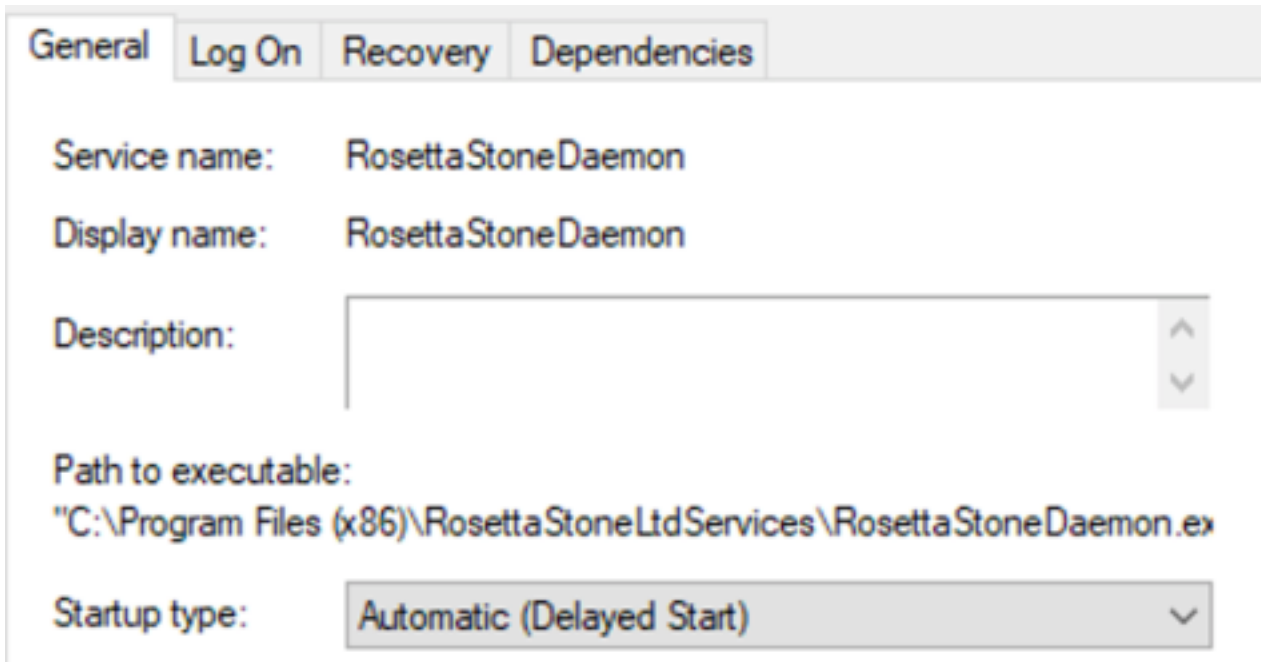 General Log On Recovery Dependencies
Service name: RosettaStoneDaemon
Display name: RosettaStoneDaemon
Description:
Path to executable:
"C:\Program Files (x86)\RosettaStoneLtdServices\RosettaStoneDaemon.ex
Startup type: Automatic (Delayed Start)